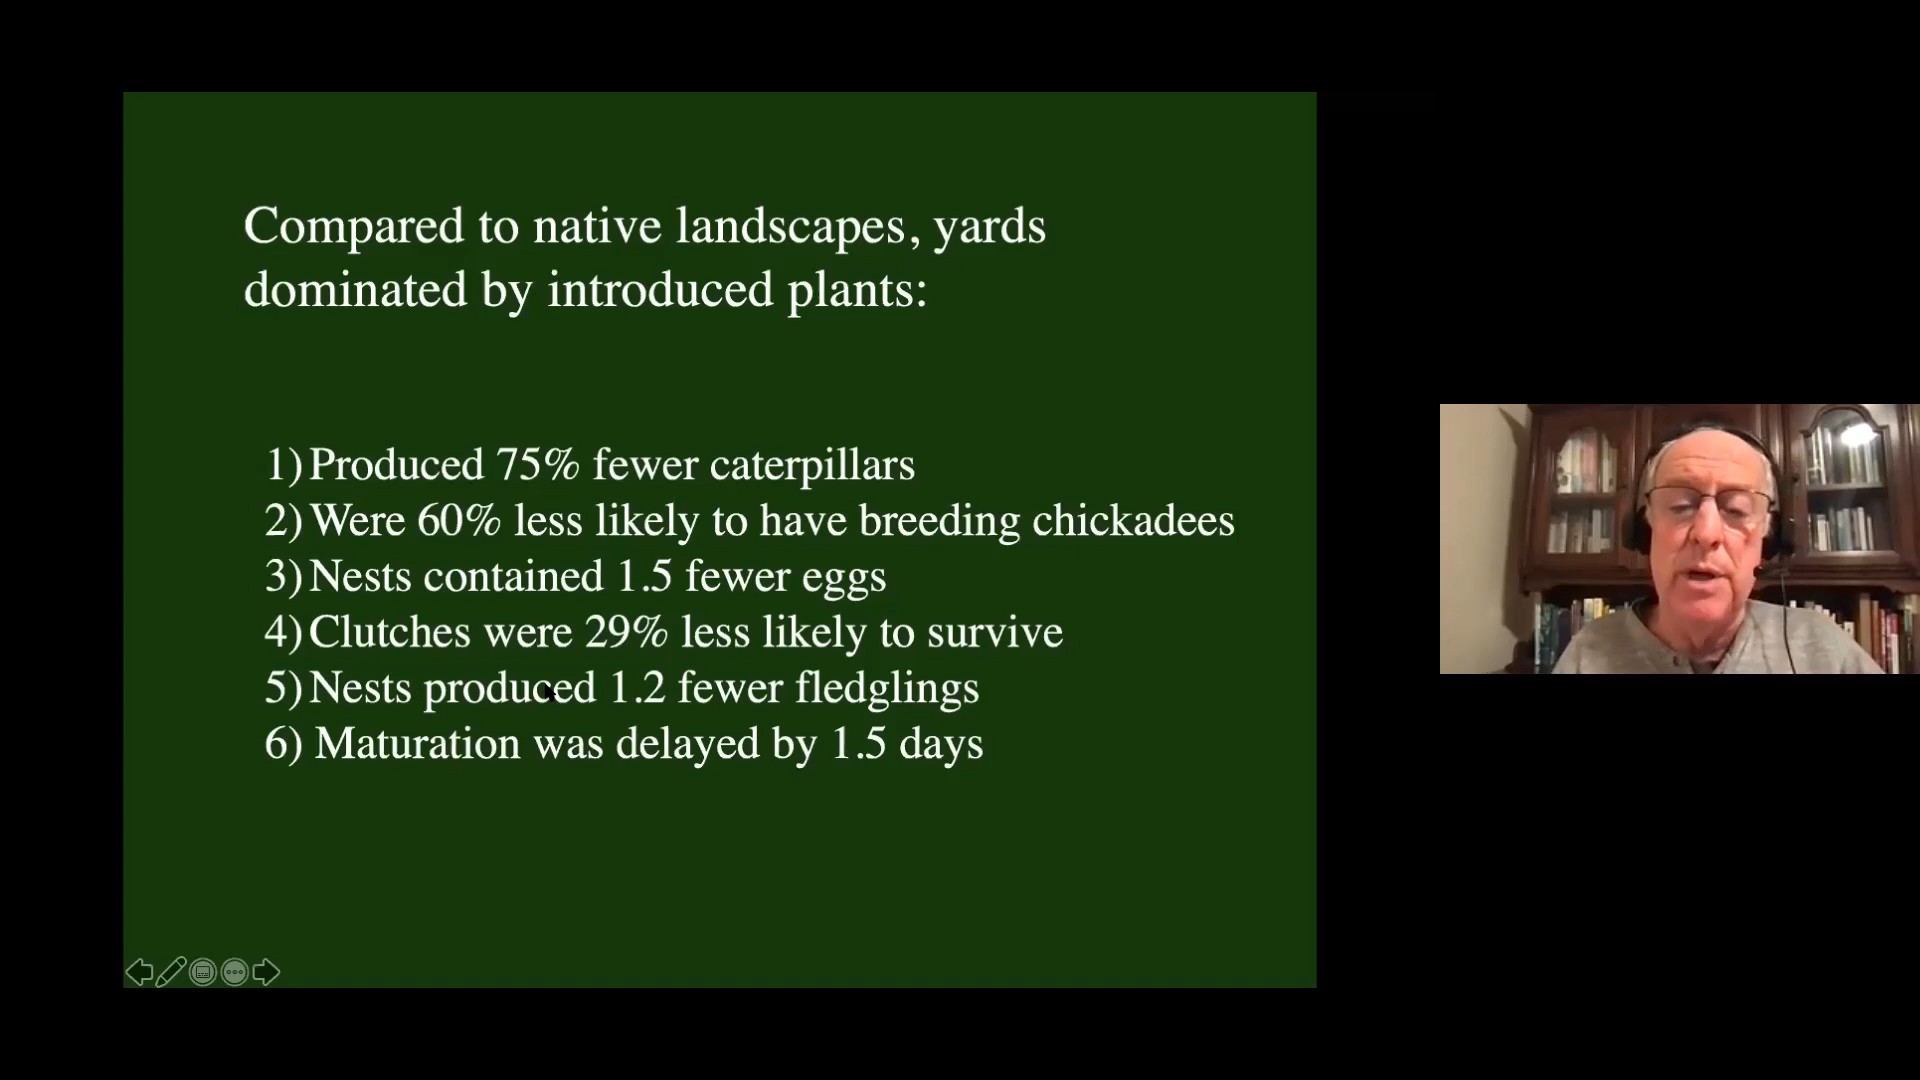 Compared to native landscapes, yards
dominated by introduced plants:
1) Produced 75% fewer caterpillars
2) Were 60% less likely to have breeding chickadees
3) Nests contained 1.5 fewer eggs
4) Clutches were 29% less likely to survive
5) Nests produced 1.2 fewer fledglings
6) Maturation was delayed by 1.5 days